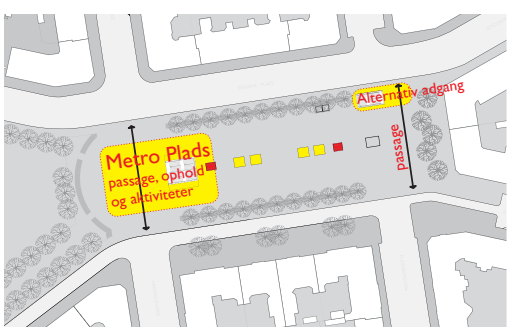 Alternativ adgang
Metro Plads
passage, ophold
og aktiviteter
passage